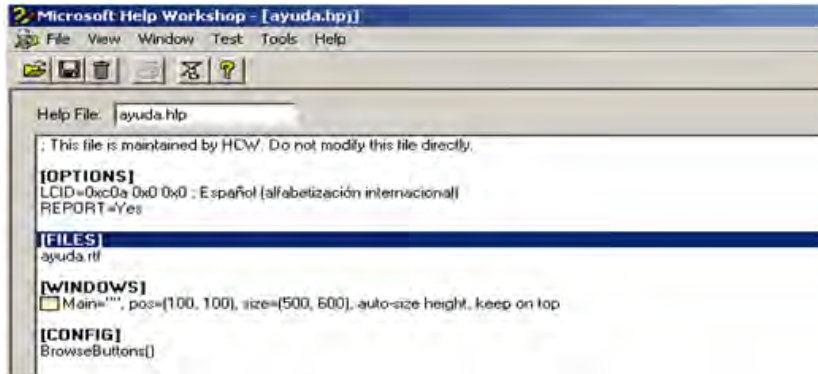 Microsoft Help Workshop - [ayuda.hpj]
File View Window Test Tools Help
Help File: ayuda.hlp
; This file is maintained by HCW. Do not modify this file directly.
[OPTIONS]
LCID=0xc0a 0x0 0x0 ; Español (alfabetización internacional)
REPORT=Yes
[FILES]
ayuda.rtf
[WINDOWS]
Main="", pos=(100, 100), size=(500, 600), auto-size height, keep on top
[CONFIG]
BrowseButtons()